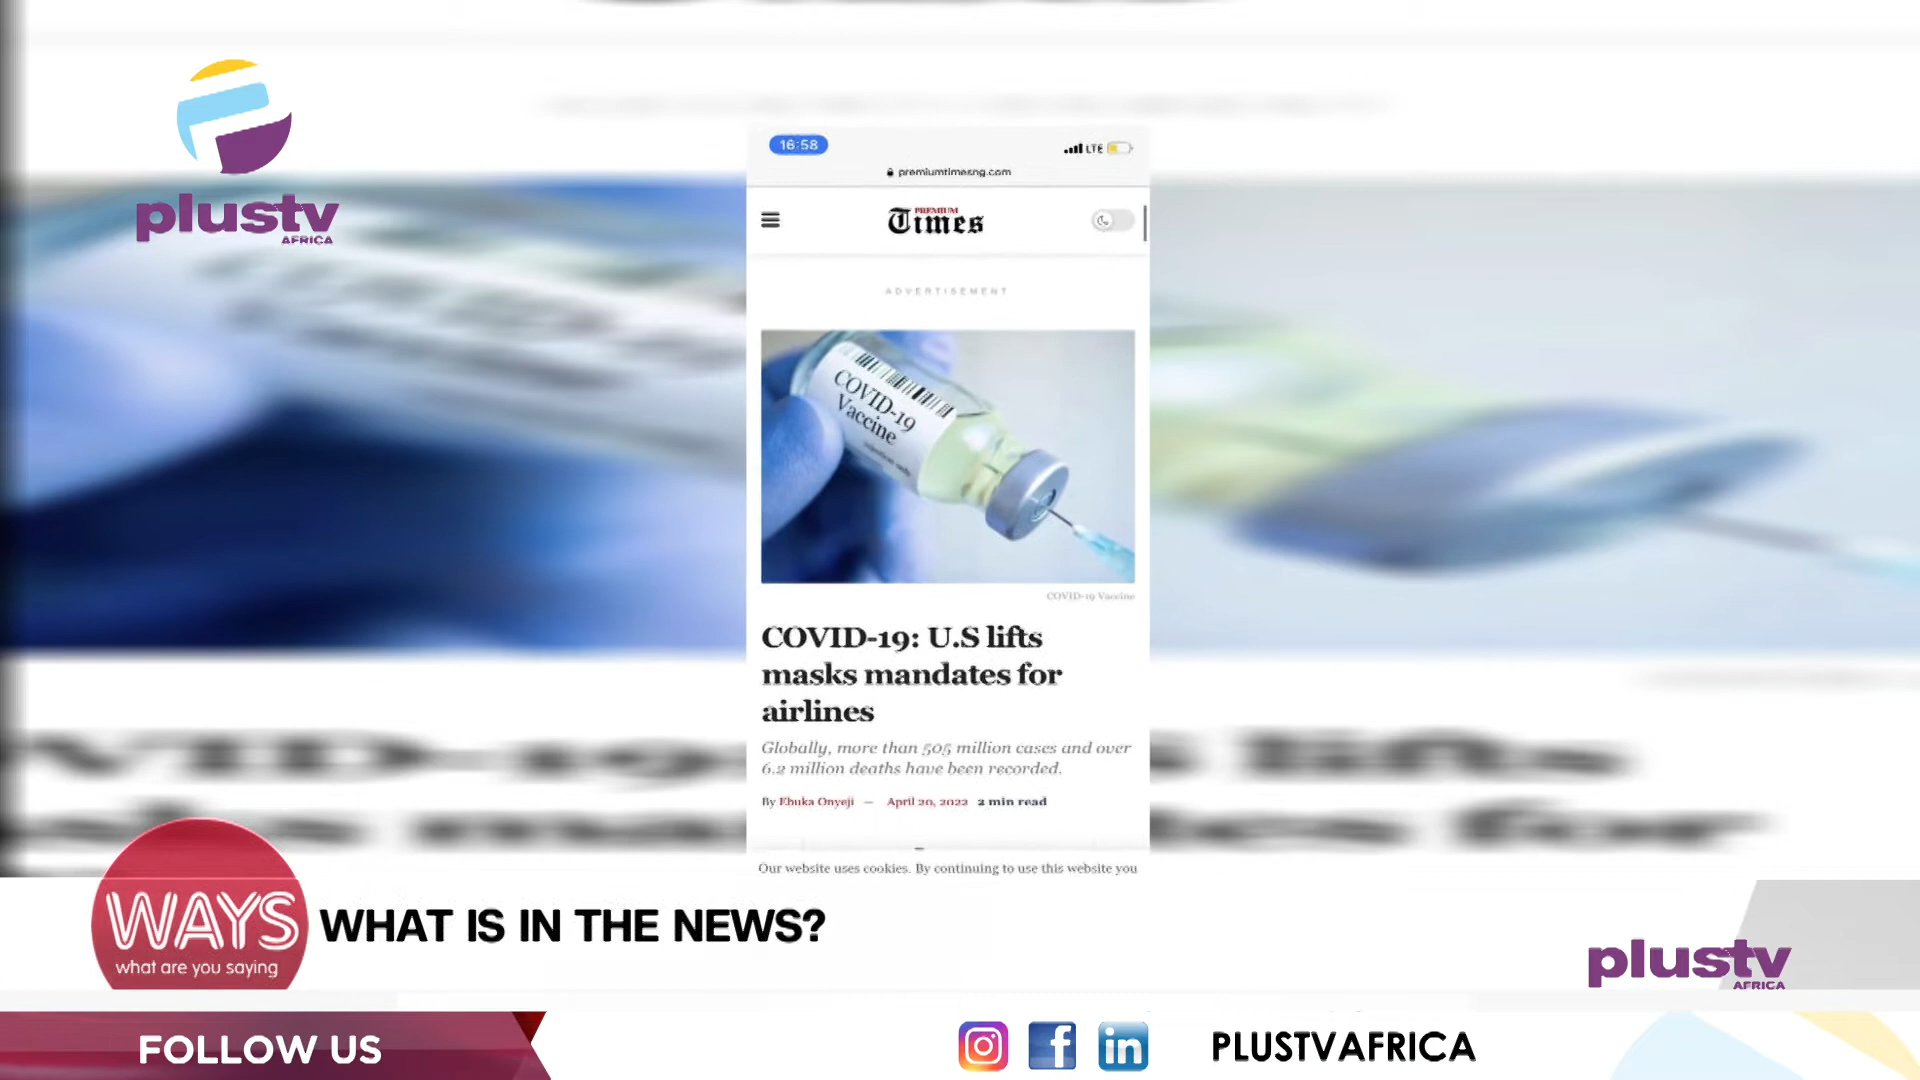 plustv
AFRICA
16:58
LTE
premiumtimesng.com
PREMIUM
Times
ADVERTISEMENT
COVID-19
Vaccine
injection only
COVID-19 Vaccine
COVID-19: U.S lifts
masks mandates for
airlines
Globally, more than 505 million cases and over
6.2 million deaths have been recorded.
By Ebuka Onyeji — April 20, 2022 2 min read
Our website uses cookies. By continuing to use this website you
WAYS
what are you saying
WHAT IS IN THE NEWS?
plustv
AFRICA
FOLLOW US
PLUSTVAFRICA